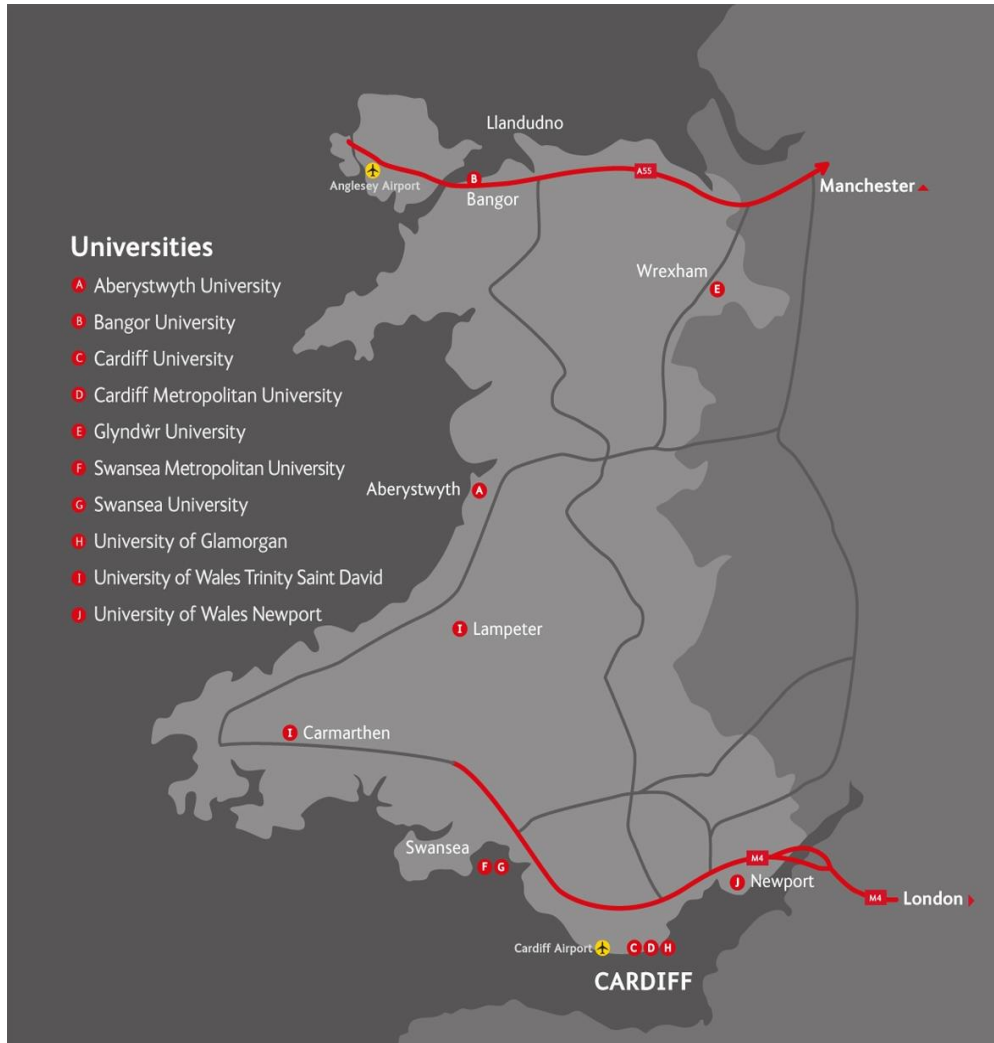 Llandudno
A55
Anglesey Airport
B
Bangor
Manchester
Universities
A Aberystwyth University
B Bangor University
C Cardiff University
D Cardiff Metropolitan University
E Glyndŵr University
F Swansea Metropolitan University
G Swansea University
H University of Glamorgan
I University of Wales Trinity Saint David
J University of Wales Newport
Wrexham
E
Aberystwyth A
I Lampeter
I Carmarthen
Swansea
F G
M4
J Newport
M4 London
Cardiff Airport C D H
CARDIFF